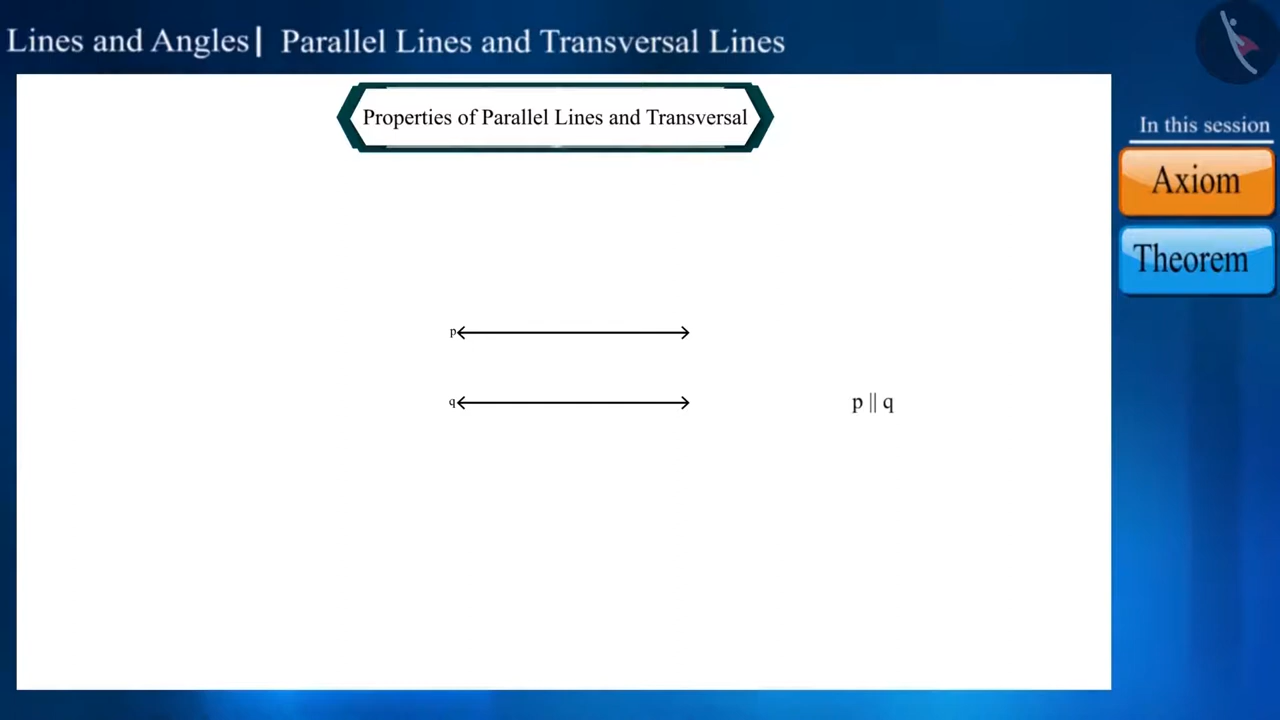 Lines and Angles| Parallel Lines and Transversal Lines
Properties of Parallel Lines and Transversal
In this session
Axiom
Theorem
p
q
p || q